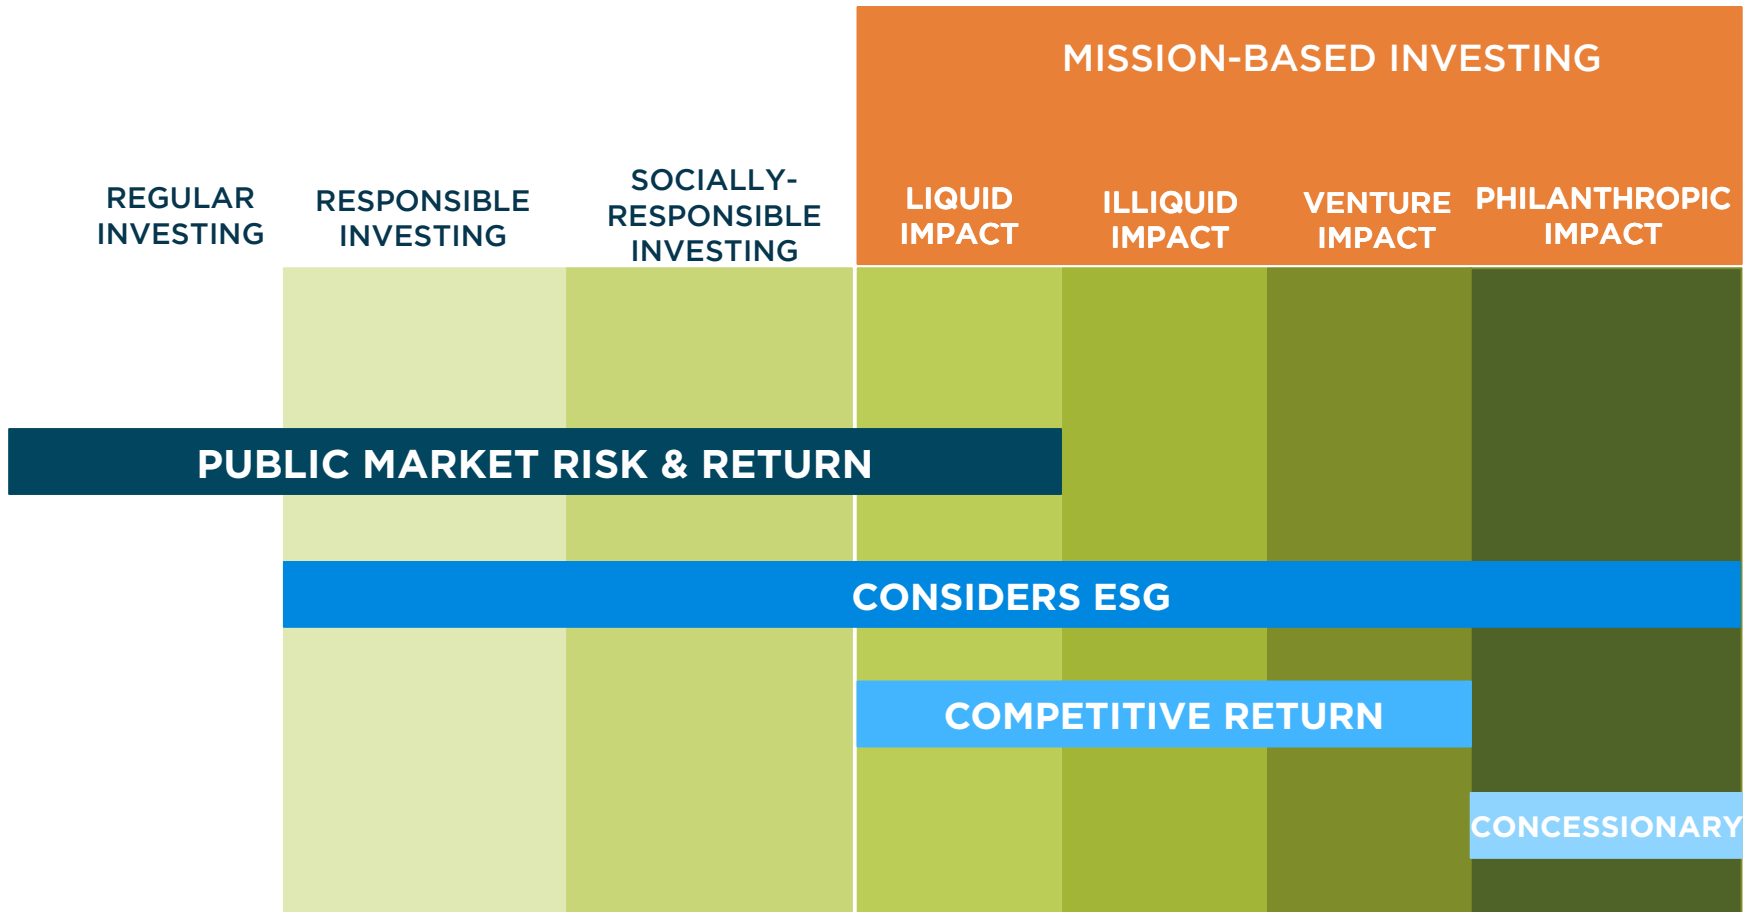 MISSION-BASED INVESTING
REGULAR
INVESTING
RESPONSIBLE
INVESTING
SOCIALLY-
RESPONSIBLE
INVESTING
LIQUID
IMPACT
ILLIQUID
IMPACT
VENTURE
IMPACT
PHILANTHROPIC
IMPACT
PUBLIC MARKET RISK & RETURN
CONSIDERS ESG
COMPETITIVE RETURN
CONCESSIONARY